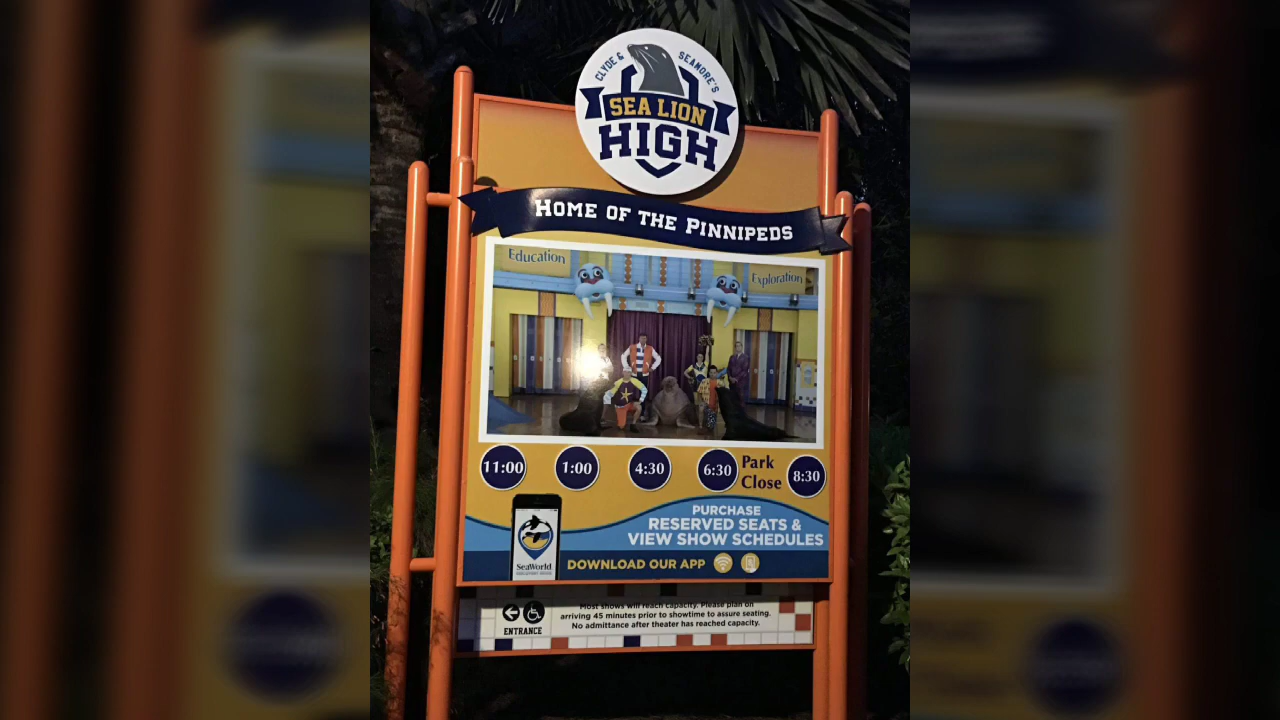 CLYDE & SEAMORE'S
SEA LION
HIGH
HOME OF THE PINNIPEDS
Education
Exploration
11:00 1:00 4:30 6:30 Park Close 8:30
PURCHASE
RESERVED SEATS &
VIEW SHOW SCHEDULES
DOWNLOAD OUR APP
SeaWorld
Most shows will reach capacity. Please plan on
arriving 45 minutes prior to showtime to assure seating.
No admittance after theater has reached capacity.
ENTRANCE